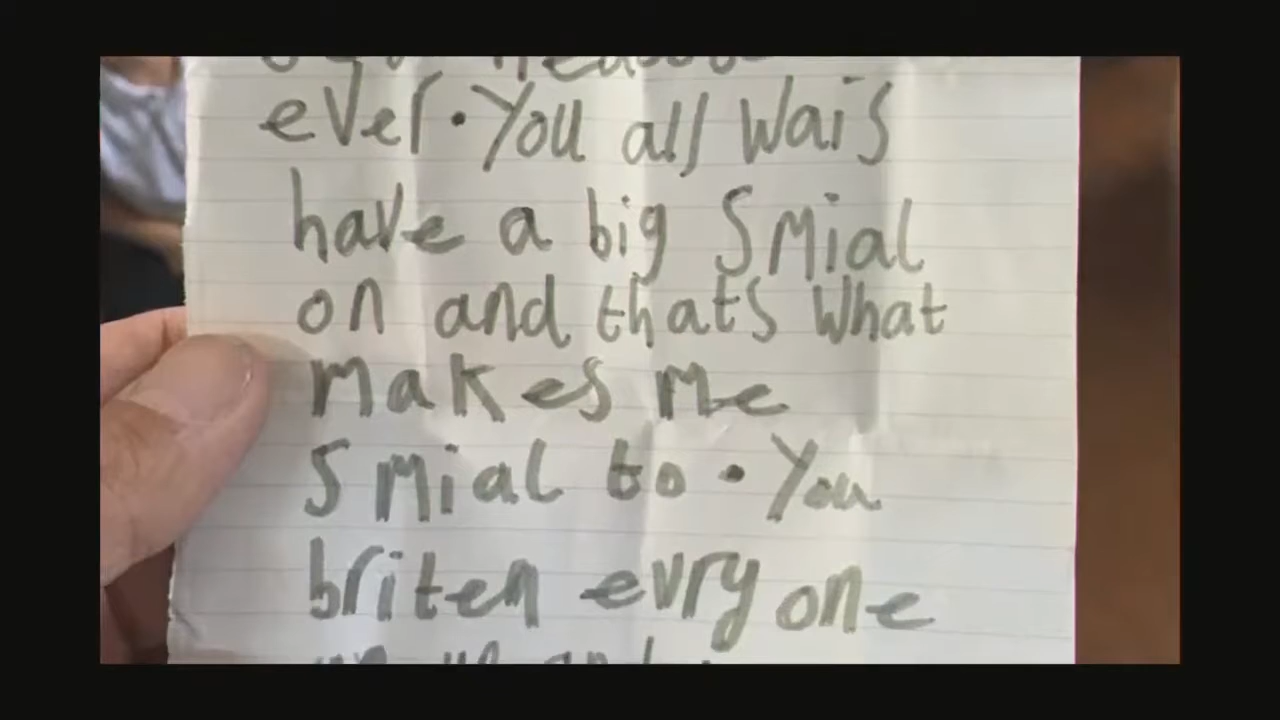 ever. You all wais
have a big smial
on and thats what
makes me
smial to. You
briten evry one